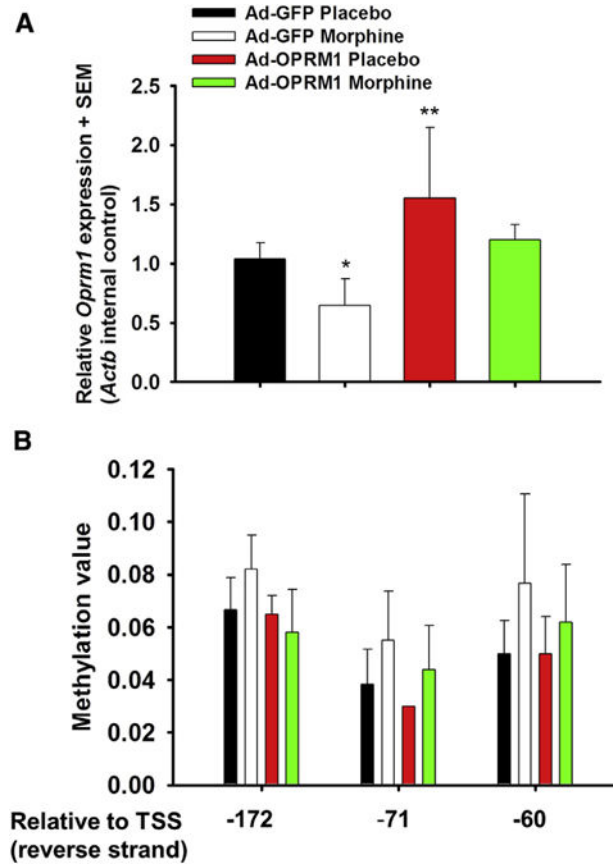 A
Ad-GFP Placebo
Ad-GFP Morphine
Ad-OPRM1 Placebo
Ad-OPRM1 Morphine
Relative Oprm1 expression + SEM
(Actb internal control)
2.5
2.0
1.5
1.0
0.5
0.0
*
**
B
Methylation value
0.12
0.10
0.08
0.06
0.04
0.02
0.00
Relative to TSS -172 -71 -60
(reverse strand)